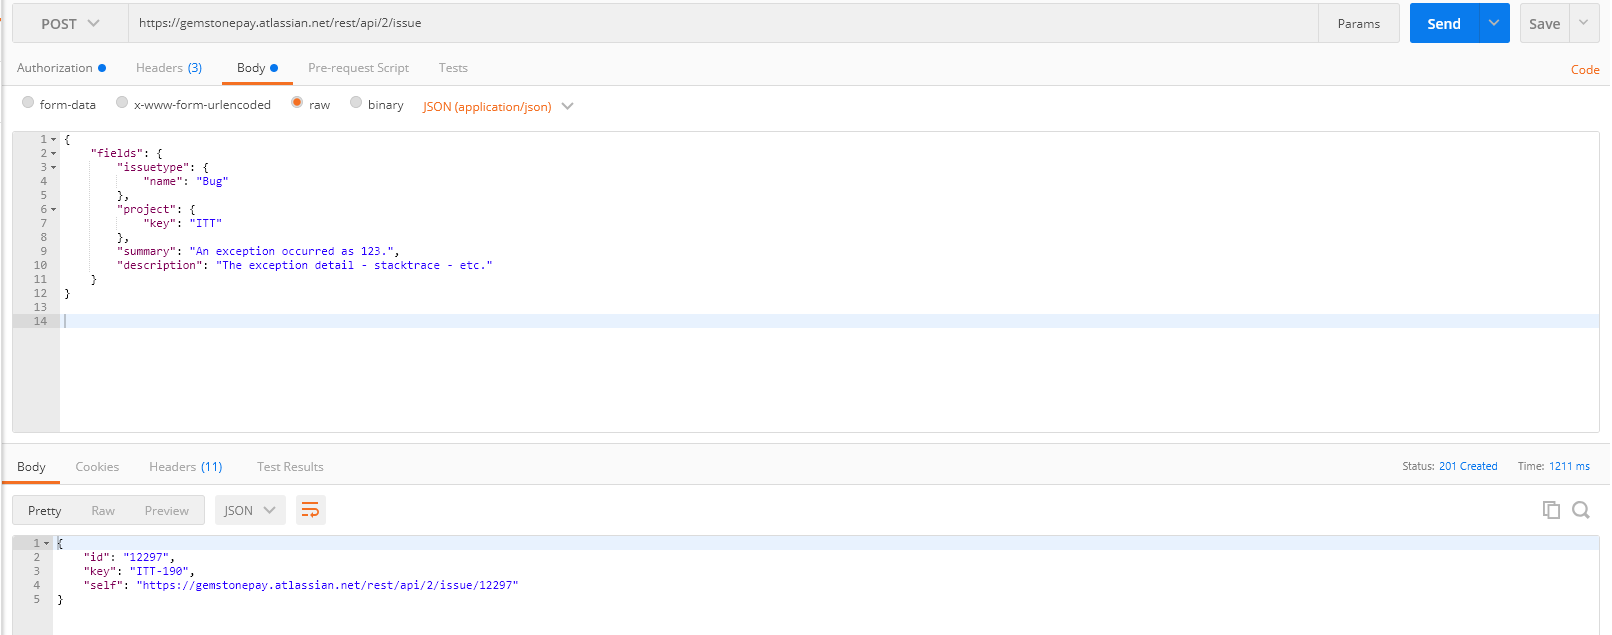 POST https://gemstonepay.atlassian.net/rest/api/2/issue Params Send Save
Authorization Headers (3) Body Pre-request Script Tests Code
form-data x-www-form-urlencoded raw binary JSON (application/json)
1 {
2 "fields": {
3 "issuetype": {
4 "name": "Bug"
5 },
6 "project": {
7 "key": "ITT"
8 },
9 "summary": "An exception occurred as 123.",
10 "description": "The exception detail - stacktrace - etc."
11 }
12 }
13
14
Body Cookies Headers (11) Test Results Status: 201 Created Time: 1211 ms
Pretty Raw Preview JSON
1 {
2 "id": "12297",
3 "key": "ITT-190",
4 "self": "https://gemstonepay.atlassian.net/rest/api/2/issue/12297"
5 }